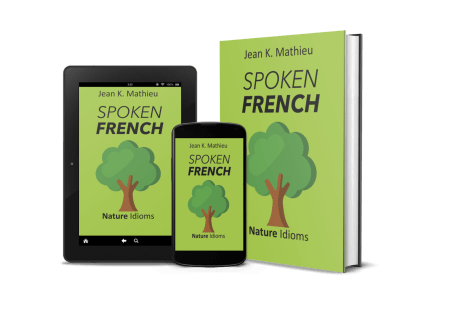 Jean K. Mathieu
SPOKEN
FRENCH
Nature Idioms
Jean K. Mathieu
SPOKEN
FRENCH
Nature Idioms
Jean K. Mathieu
SPOKEN
FRENCH
Nature Idioms